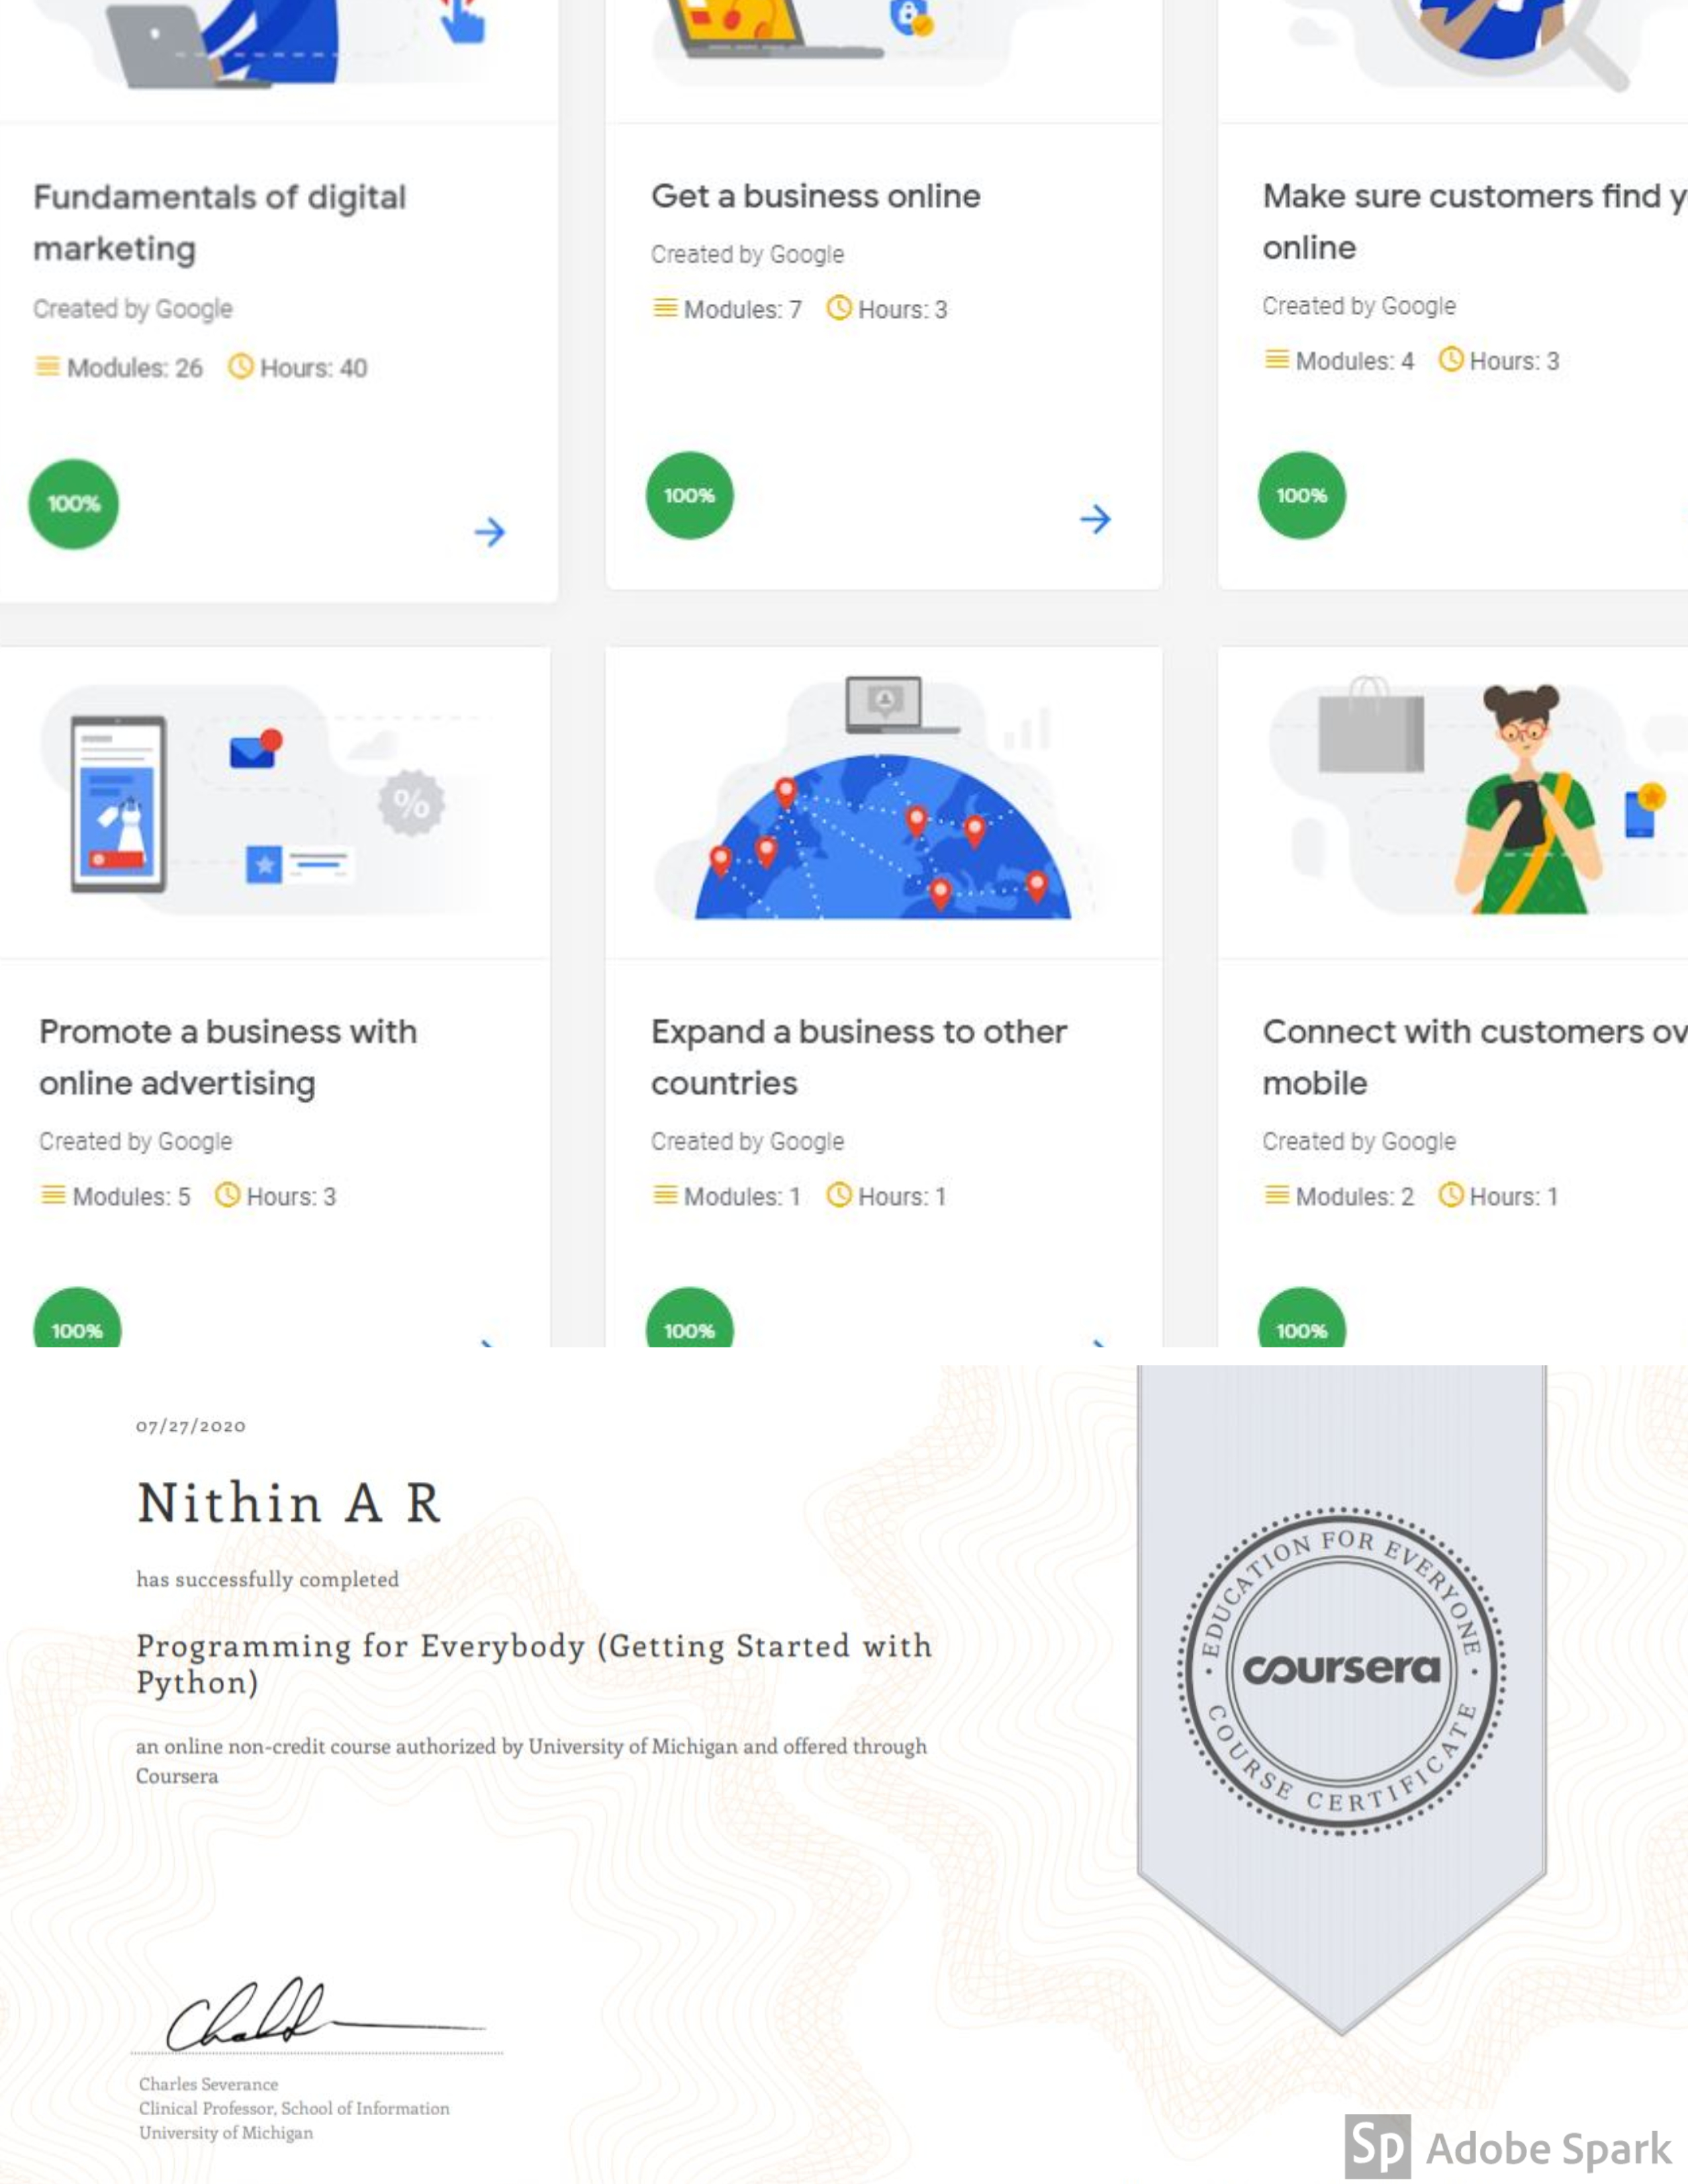 Fundamentals of digital
marketing
Created by Google
Modules: 26 Hours: 40
100%
Get a business online
Created by Google
Modules: 7 Hours: 3
100%
Make sure customers find y
online
Created by Google
Modules: 4 Hours: 3
100%
%
Promote a business with
online advertising
Created by Google
Modules: 5 Hours: 3
100%
Expand a business to other
countries
Created by Google
Modules: 1 Hours: 1
100%
Connect with customers ov
mobile
Created by Google
Modules: 2 Hours: 1
100%
07/27/2020
Nithin A R
has successfully completed
Programming for Everybody (Getting Started with
Python)
an online non-credit course authorized by University of Michigan and offered through
Coursera
EDUCATION FOR EVERYONE
coursera
COURSE CERTIFICATE
Charles Severance
Clinical Professor, School of Information
University of Michigan
Sp Adobe Spark